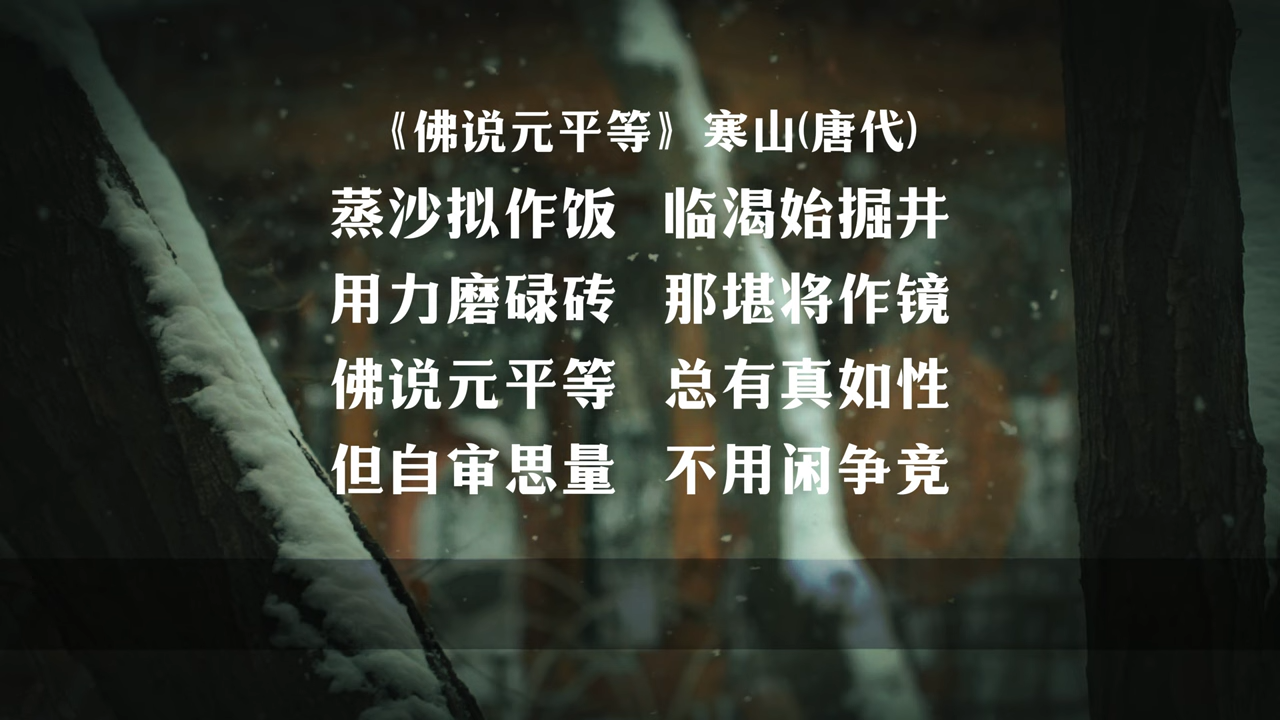 《佛说元平等》寒山(唐代)
蒸沙拟作饭 临渴始掘井
用力磨碌砖 那堪将作镜
佛说元平等 总有真如性
但自审思量 不用闲争竞